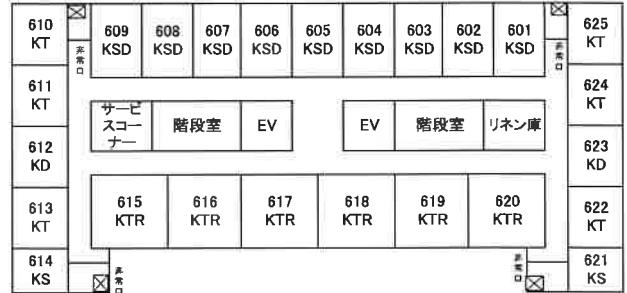 610
KT
非常口
609
KSD
608
KSD
607
KSD
606
KSD
605
KSD
604
KSD
603
KSD
602
KSD
601
KSD
非常口
625
KT
611
KT
624
KT
サービ
スコー
ナー
階段室
EV
EV
階段室
リネン庫
612
KD
623
KD
613
KT
615
KTR
616
KTR
617
KTR
618
KTR
619
KTR
620
KTR
622
KT
614
KS
非常口
非常口
621
KS